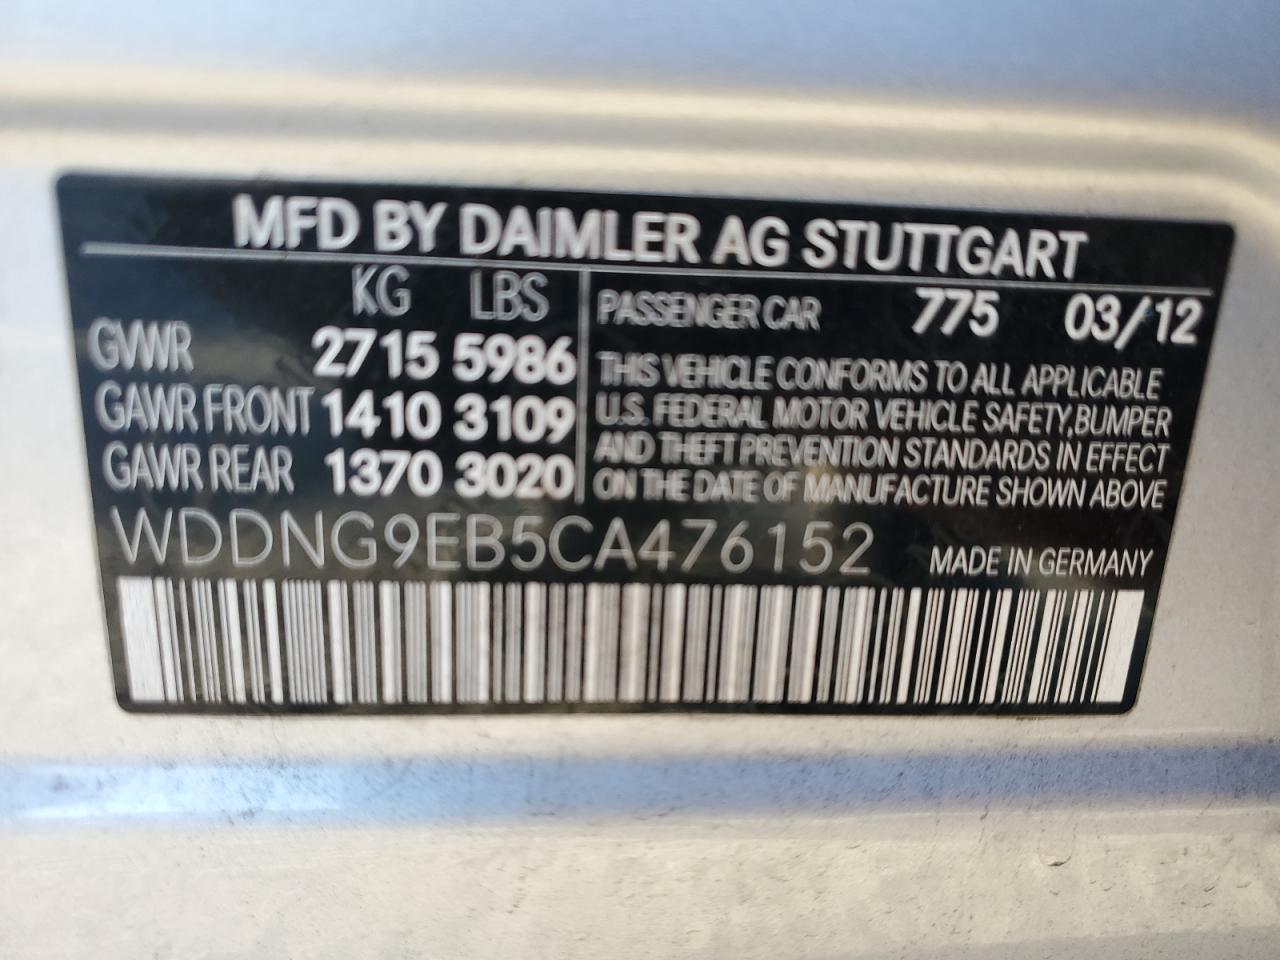 MFD BY DAIMLER AG STUTTGART
KG LBS
GVWR 2715 5986
GAWR FRONT 1410 3109
GAWR REAR 1370 3020
PASSENGER CAR 775 03/12
THIS VEHICLE CONFORMS TO ALL APPLICABLE
U.S. FEDERAL MOTOR VEHICLE SAFETY, BUMPER
AND THEFT PREVENTION STANDARDS IN EFFECT
ON THE DATE OF MANUFACTURE SHOWN ABOVE
WDDNG9EB5CA476152 MADE IN GERMANY